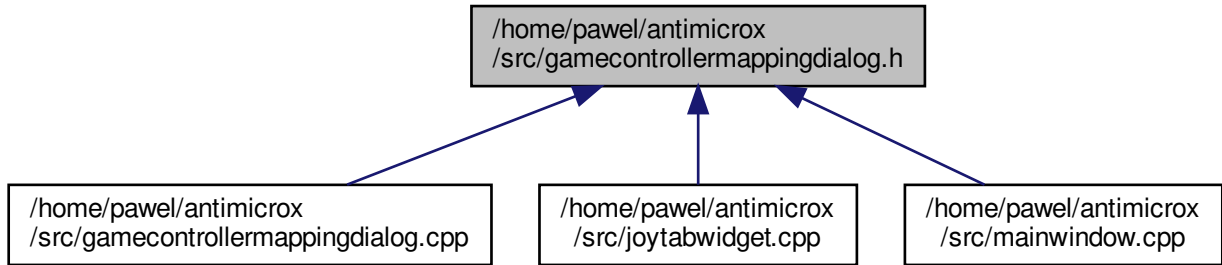 /home/pawel/antimicrox
/src/gamecontrollermappingdialog.h
/home/pawel/antimicrox
/src/gamecontrollermappingdialog.cpp
/home/pawel/antimicrox
/src/joytabwidget.cpp
/home/pawel/antimicrox
/src/mainwindow.cpp